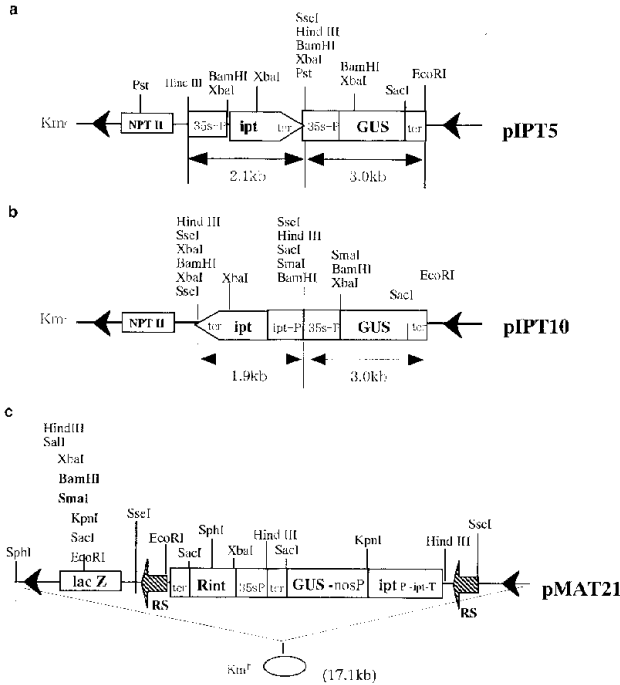 a
SseI
Hind III
BamHI
XbaI
Pst
Pst
Hind III
BamHI
XbaI
XbaI
BamHI
XbaI
SacI
EcoRI
Kmʳ
NPT II
35s-P
ipt
ter
35s-P
GUS
ter
pIPT5
2.1kb
3.0kb
b
Hind III
SseI
XbaI
BamHI
XbaI
SseI
XbaI
SseI
Hind III
SacI
SmaI
BamHI
SmaI
BamHI
XbaI
SacI
EcoRI
Kmʳ
NPT II
ter
ipt
ipt-P
35s-P
GUS
ter
pIPT10
1.9kb
3.0kb
c
HindIII
SalI
XbaI
BamHI
SmaI
KpnI
SacI
EcoRI
SphI
SseI
EcoRI
SacI
SphI
XbaI
Hind III
SacI
KpnI
Hind III
SseI
lac Z
RS
ter
Rint
35sP
ter
GUS -nosP
ipt P -ipt-T
RS
pMAT21
Kmʳ
(17.1kb)